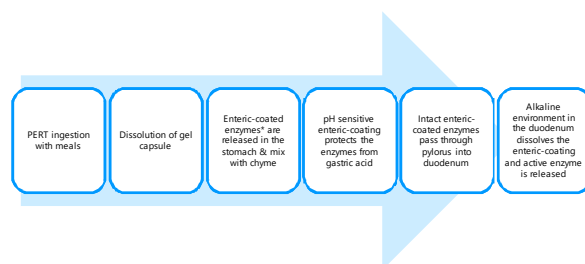 PERT ingestion
with meals
Dissolution of gel
capsule
Enteric-coated
enzymes* are
released in the
stomach & mix
with chyme
pH sensitive
enteric-coating
protects the
enzymes from
gastric acid
Intact enteric-
coated enzymes
pass through
pylorus into
duodenum
Alkaline
environment in
the duodenum
dissolves the
enteric-coating
and active enzyme
is released